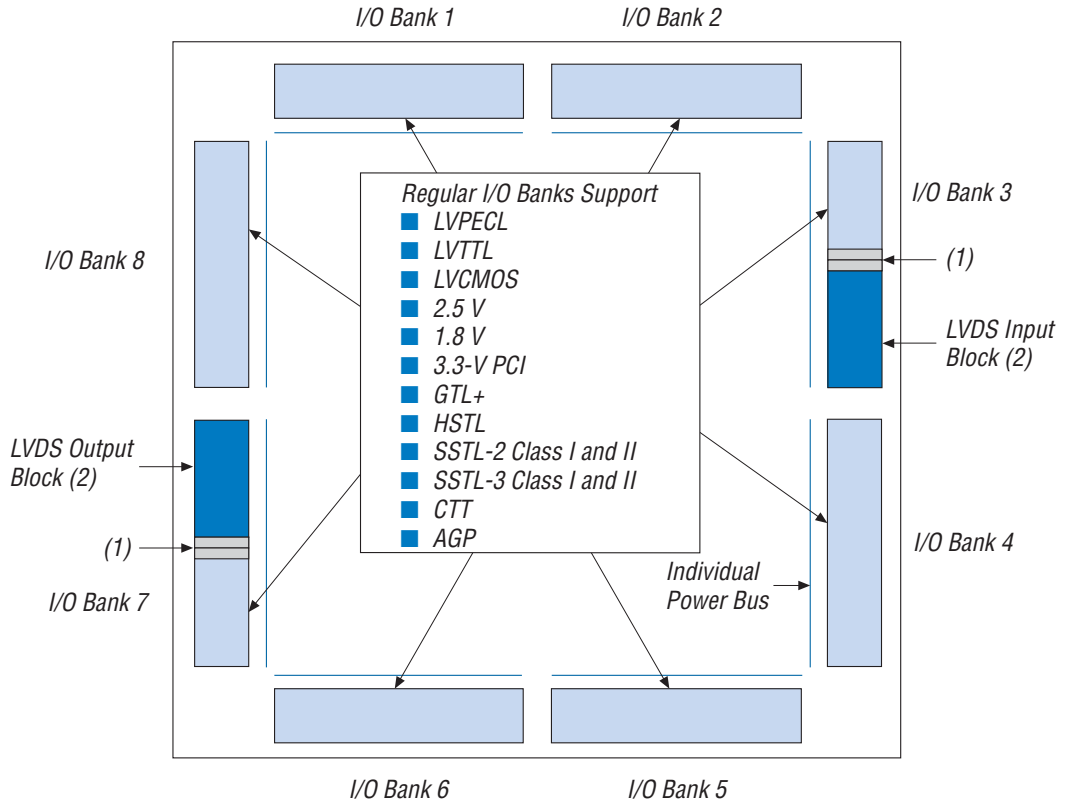 I/O Bank 1
I/O Bank 2
I/O Bank 3
(1)
LVDS Input
Block (2)
I/O Bank 8
Regular I/O Banks Support
LVPECL
LVTTL
LVCMOS
2.5 V
1.8 V
3.3-V PCI
GTL+
HSTL
SSTL-2 Class I and II
SSTL-3 Class I and II
CTT
AGP
LVDS Output
Block (2)
(1)
I/O Bank 7
I/O Bank 4
Individual
Power Bus
I/O Bank 6
I/O Bank 5